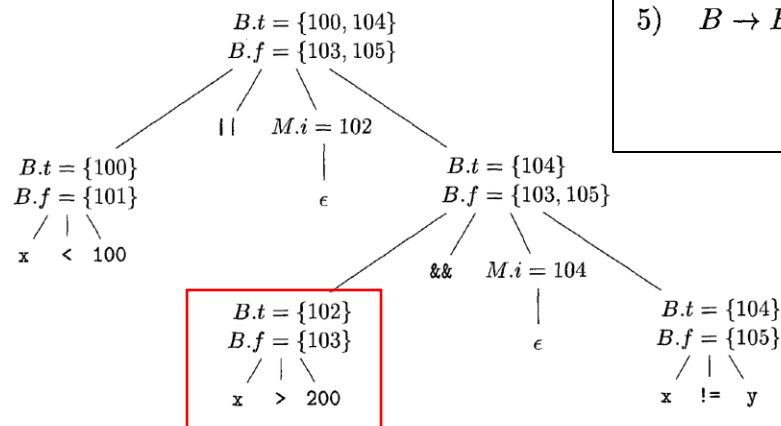 B.t = {100, 104}
B.f = {103, 105}
5) B →
|| M.i = 102
ϵ
B.t = {100}
B.f = {101}
x < 100
B.t = {104}
B.f = {103, 105}
&& M.i = 104
ϵ
B.t = {102}
B.f = {103}
x > 200
B.t = {104}
B.f = {105}
x != y